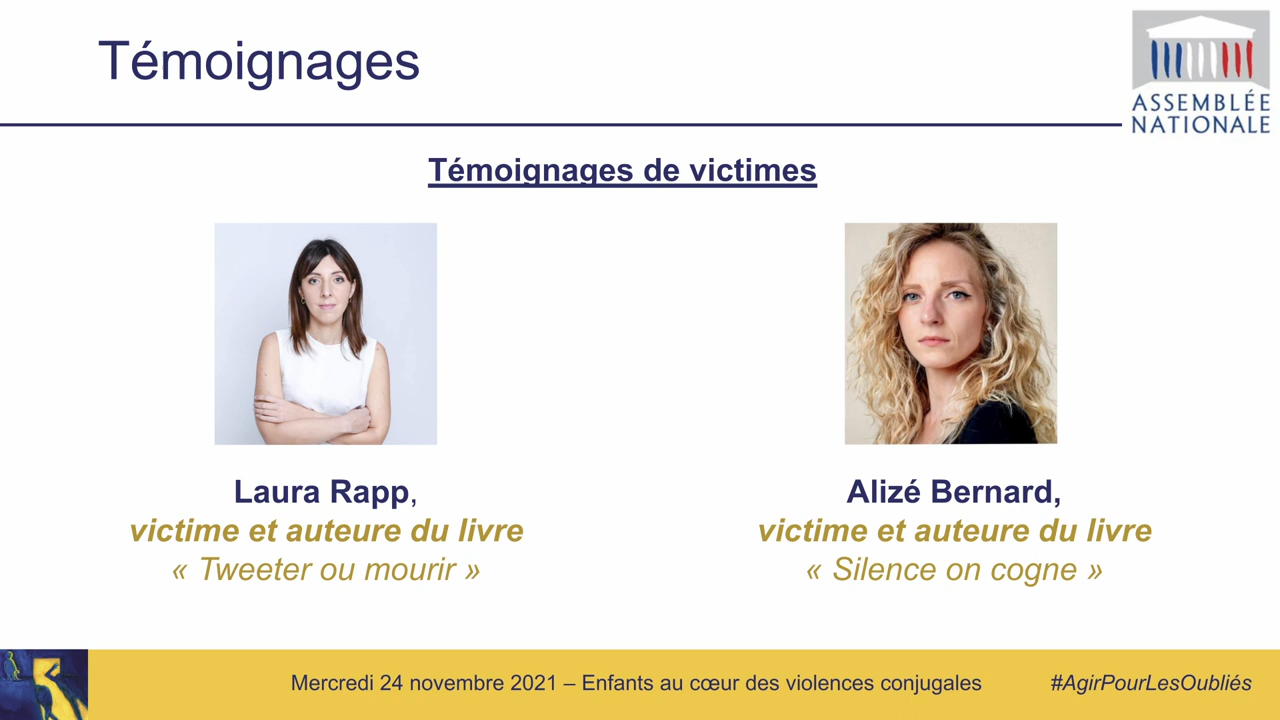 Témoignages
ASSEMBLÉE
NATIONALE
Témoignages de victimes
Laura Rapp,
victime et auteure du livre
« Tweeter ou mourir »
Alizé Bernard,
victime et auteure du livre
« Silence on cogne »
Mercredi 24 novembre 2021 – Enfants au cœur des violences conjugales
#AgirPourLesOubliés